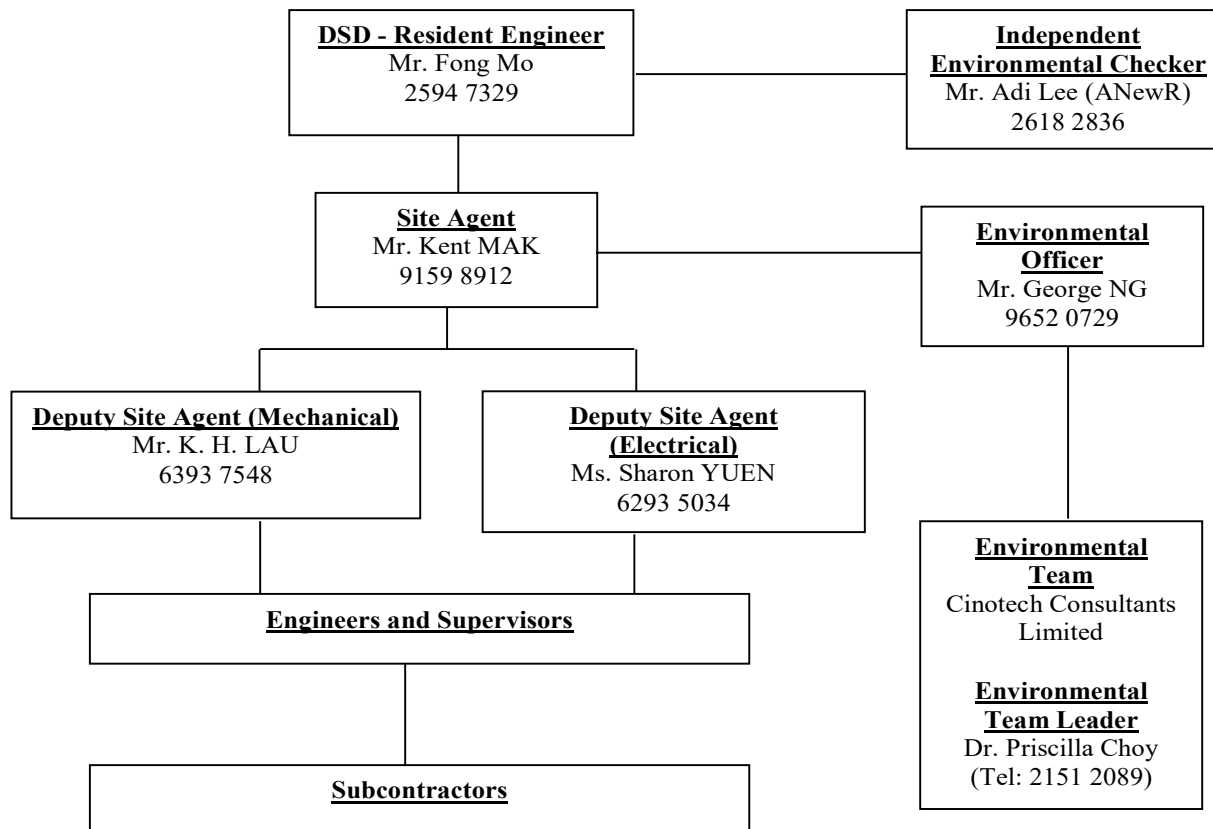 DSD - Resident Engineer
Mr. Fong Mo
2594 7329
Independent
Environmental Checker
Mr. Adi Lee (ANewR)
2618 2836
Site Agent
Mr. Kent MAK
9159 8912
Environmental
Officer
Mr. George NG
9652 0729
Deputy Site Agent (Mechanical)
Mr. K. H. LAU
6393 7548
Deputy Site Agent
(Electrical)
Ms. Sharon YUEN
6293 5034
Engineers and Supervisors
Environmental
Team
Cinotech Consultants
Limited
Environmental
Team Leader
Dr. Priscilla Choy
(Tel: 2151 2089)
Subcontractors